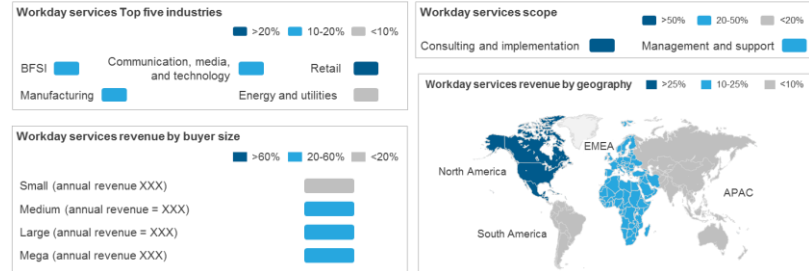 Workday services Top five industries
>20% 10-20% <10%
BFSI
Communication, media,
and technology
Retail
Manufacturing
Energy and utilities
Workday services revenue by buyer size
>60% 20-60% <20%
Small (annual revenue XXX)
Medium (annual revenue = XXX)
Large (annual revenue = XXX)
Mega (annual revenue XXX)
Workday services scope
>50% 20-50% <20%
Consulting and implementation
Management and support
Workday services revenue by geography
>25% 10-25% <10%
EMEA
North America
APAC
South America